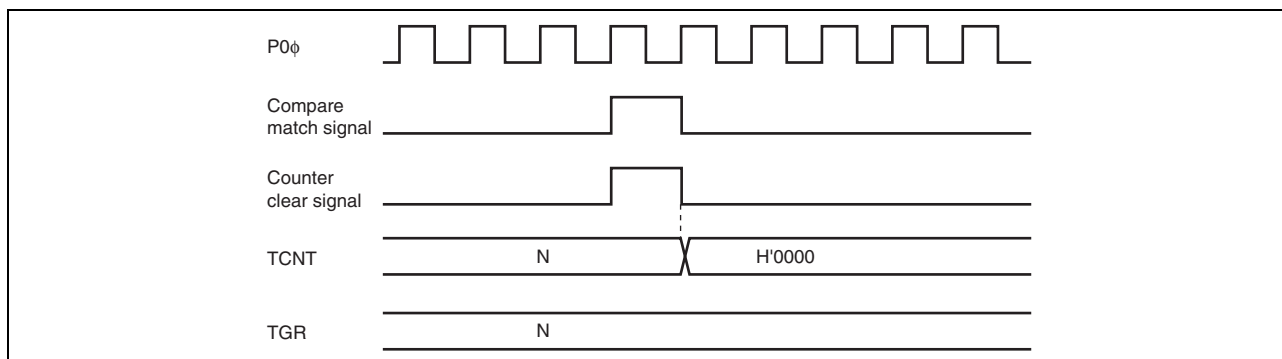 P0ϕ
Compare
match signal
Counter
clear signal
TCNT N H'0000
TGR N